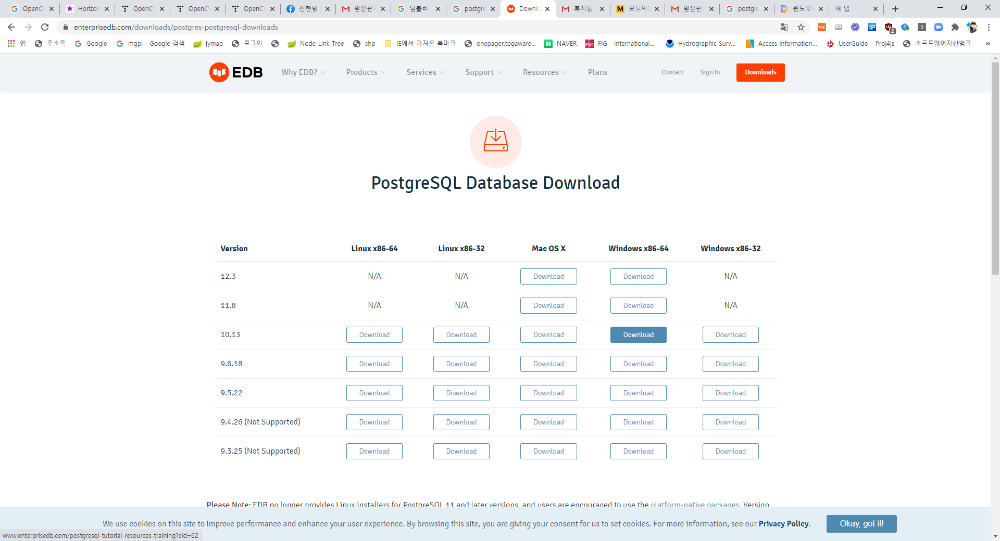 OpenC
Horizon
OpenC
OpenC
OpenC
신현범
받은편
텀블러
postgre
Downlo
휴지통
모두싸
받은편
postgis
윈도우
새 탭
enterprisedb.com/downloads/postgres-postgresql-downloads
앱
주소록
Google
mgpl - Google 검색
jymap
로그인
Node-Link Tree
shp
IE에서 가져온 북마크
onepager.togaware...
NAVER
FIG - International...
Hydrographic Surv...
Access information...
UserGuide – Proj4js
소프트웨어자산뱅크
»
EDB
Why EDB?
Products
Services
Support
Resources
Plans
Contact
Sign In
Downloads
PostgreSQL Database Download
Version Linux x86-64 Linux x86-32 Mac OS X Windows x86-64 Windows x86-32
12.3 N/A N/A Download Download N/A
11.8 N/A N/A Download Download N/A
10.13 Download Download Download Download Download
9.6.18 Download Download Download Download Download
9.5.22 Download Download Download Download Download
9.4.26 (Not Supported) Download Download Download Download Download
9.3.25 (Not Supported) Download Download Download Download Download
Please Note: EDB no longer provides Linux installers for PostgreSQL 11 and later versions, and users are encouraged to use the platform-native packages. Version
We use cookies on this site to improve performance and enhance your user experience. By browsing this site, you are giving your consent for us to set cookies. For more information, see our Privacy Policy.
Okay, got it!
www.enterprisedb.com/postgresql-tutorial-resources-training?cid=62